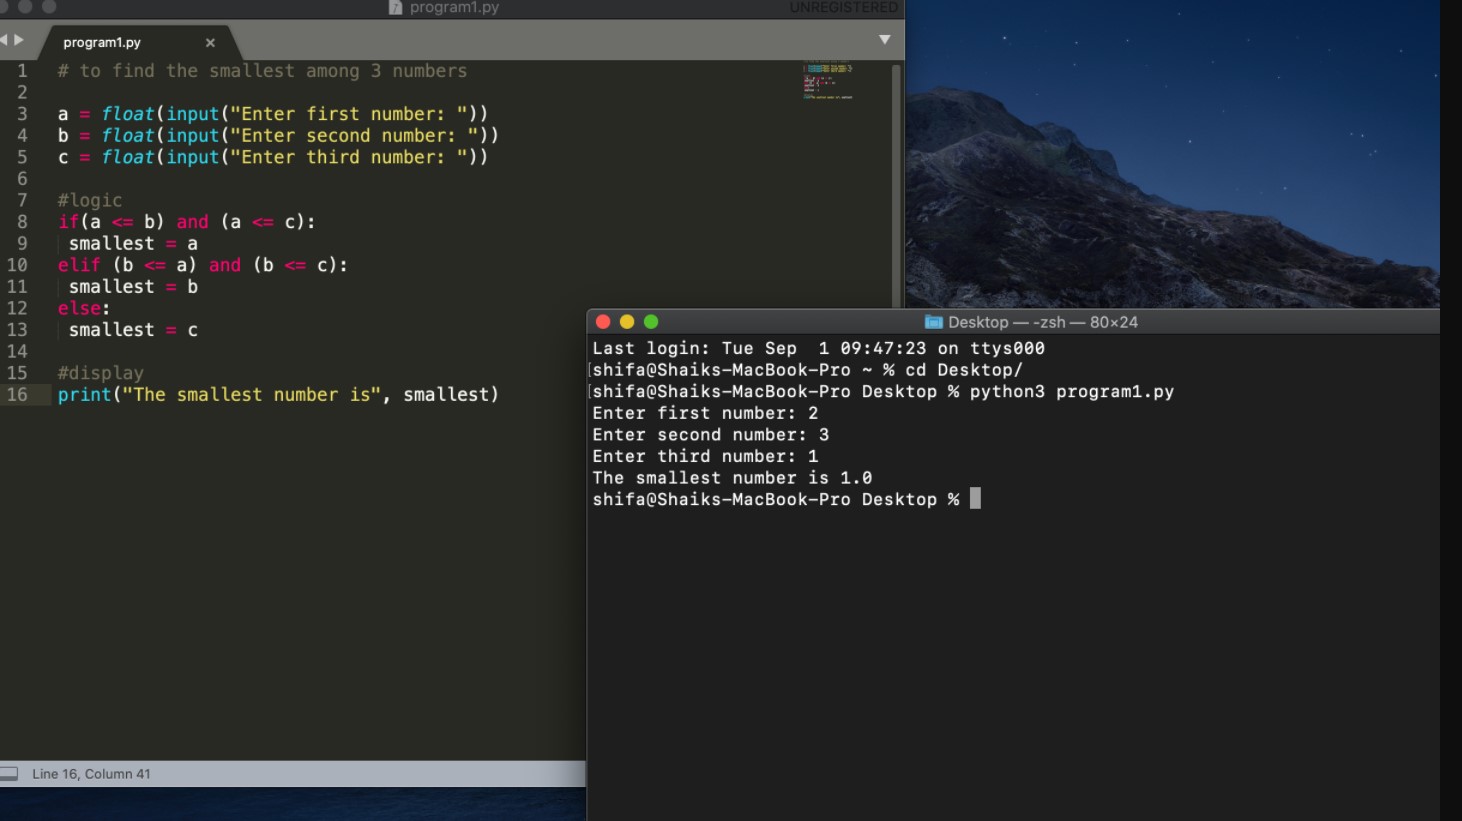 program1.py
UNREGISTERED
program1.py ×
1 # to find the smallest among 3 numbers
2
3 a = float(input("Enter first number: "))
4 b = float(input("Enter second number: "))
5 c = float(input("Enter third number: "))
6
7 #logic
8 if(a <= b) and (a <= c):
9  smallest = a
10 elif (b <= a) and (b <= c):
11  smallest = b
12 else:
13  smallest = c
14
15 #display
16 print("The smallest number is", smallest)
Line 16, Column 41
Desktop — -zsh — 80×24
Last login: Tue Sep  1 09:47:23 on ttys000
[shifa@Shaiks-MacBook-Pro ~ % cd Desktop/
[shifa@Shaiks-MacBook-Pro Desktop % python3 program1.py
Enter first number: 2
Enter second number: 3
Enter third number: 1
The smallest number is 1.0
shifa@Shaiks-MacBook-Pro Desktop %